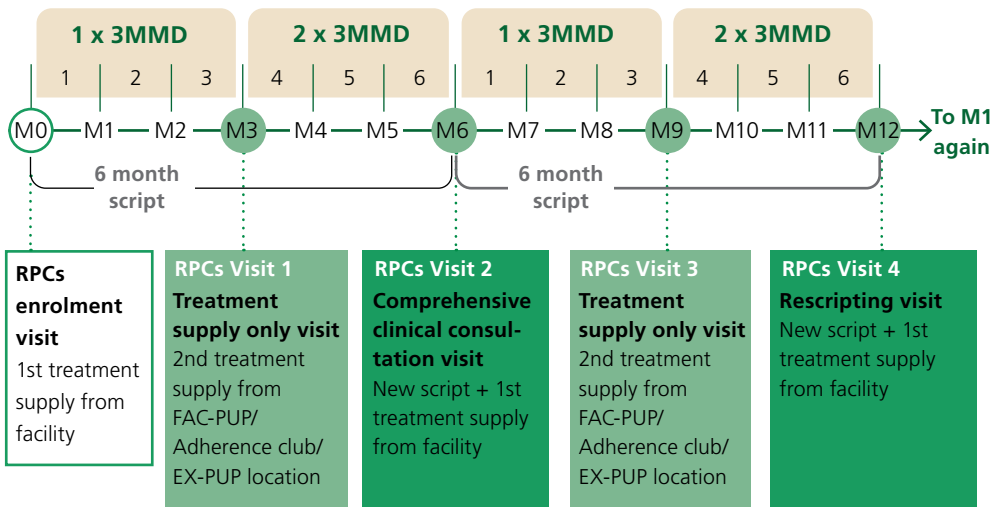 1 x 3MMD
2 x 3MMD
1 x 3MMD
2 x 3MMD
1 2 3 4 5 6 1 2 3 4 5 6
M0 M1 M2 M3 M4 M5 M6 M7 M8 M9 M10 M11 M12
To M1
again
6 month
script
6 month
script
RPCs
enrolment
visit
1st treatment
supply from
facility
RPCs Visit 1
Treatment
supply only visit
2nd treatment
supply from
FAC-PUP/
Adherence club/
EX-PUP location
RPCs Visit 2
Comprehensive
clinical consul-
tation visit
New script + 1st
treatment supply
from facility
RPCs Visit 3
Treatment
supply only visit
2nd treatment
supply from
FAC-PUP/
Adherence club/
EX-PUP location
RPCs Visit 4
Rescripting visit
New script + 1st
treatment supply
from facility